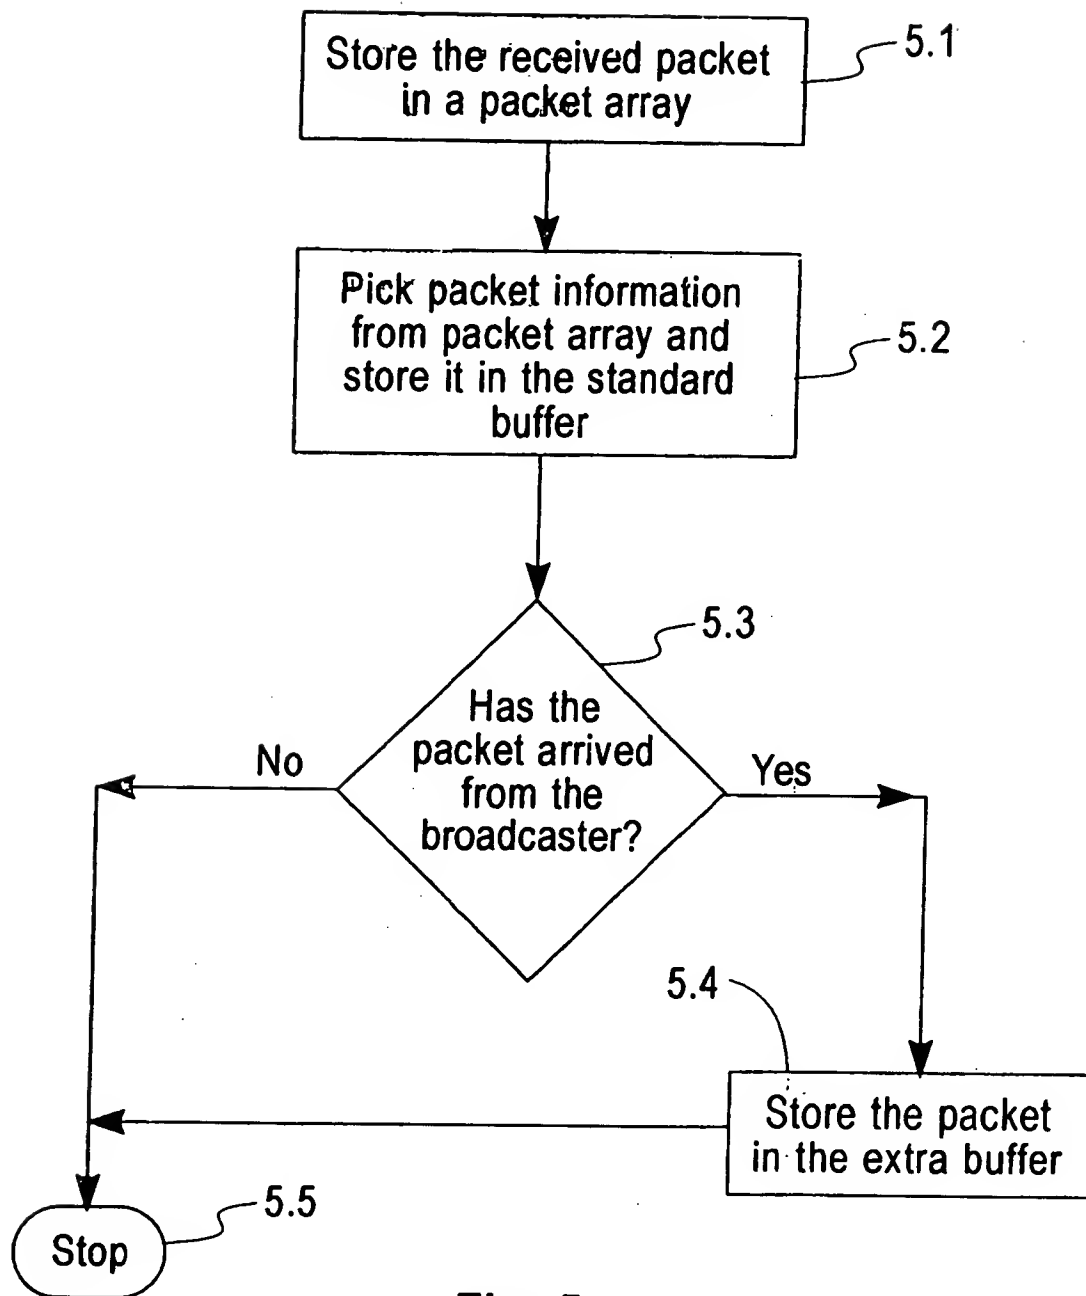 Store the received packet
in a packet array
5.1
Pick packet information
from packet array and
store it in the standard
buffer
5.2
5.3
Has the
packet arrived
from the
broadcaster?
No
Yes
5.4
Store the packet
in the extra buffer
5.5
Stop